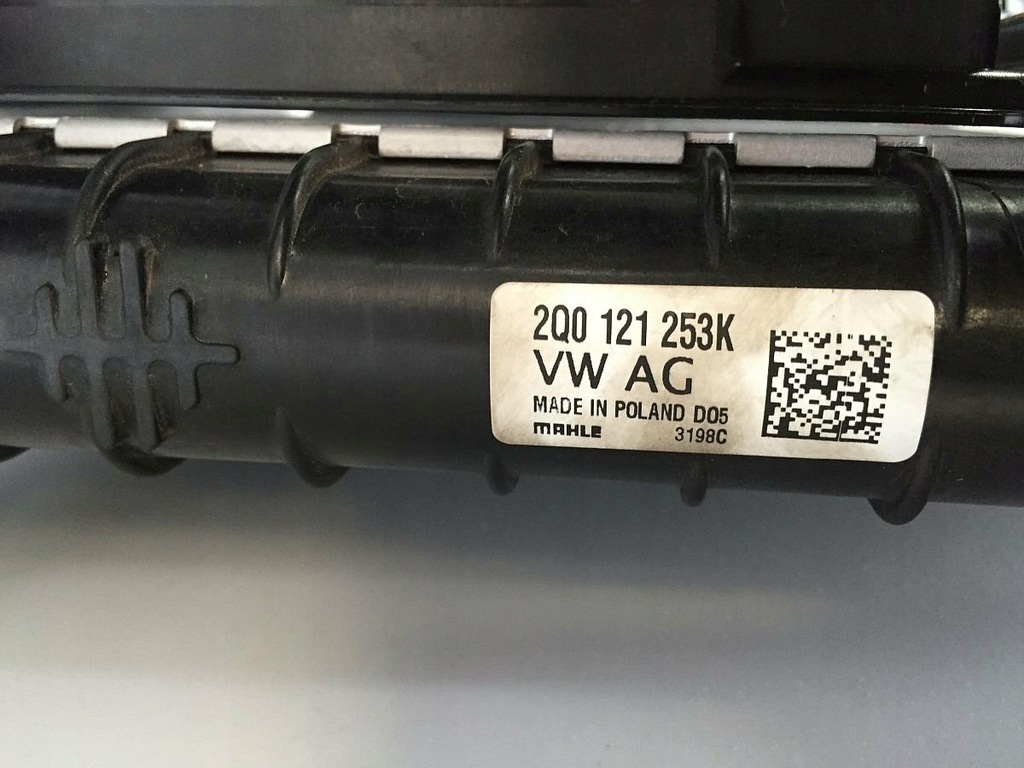 2Q0 121 253K
VW AG
MADE IN POLAND D05
MAHLE 3198C